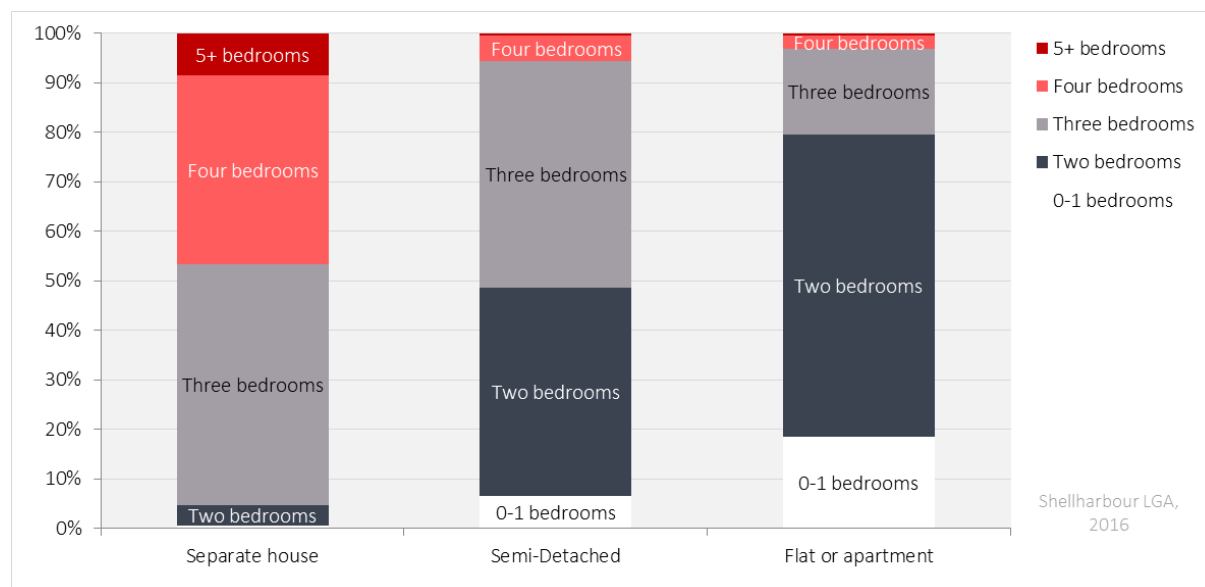 100%
90%
80%
70%
60%
50%
40%
30%
20%
10%
0%
5+ bedrooms
Four bedrooms
Three bedrooms
Two bedrooms
Four bedrooms
Three bedrooms
Two bedrooms
0-1 bedrooms
Four bedrooms
Three bedrooms
Two bedrooms
0-1 bedrooms
Separate house
Semi-Detached
Flat or apartment
5+ bedrooms
Four bedrooms
Three bedrooms
Two bedrooms
0-1 bedrooms
Shellharbour LGA,
2016